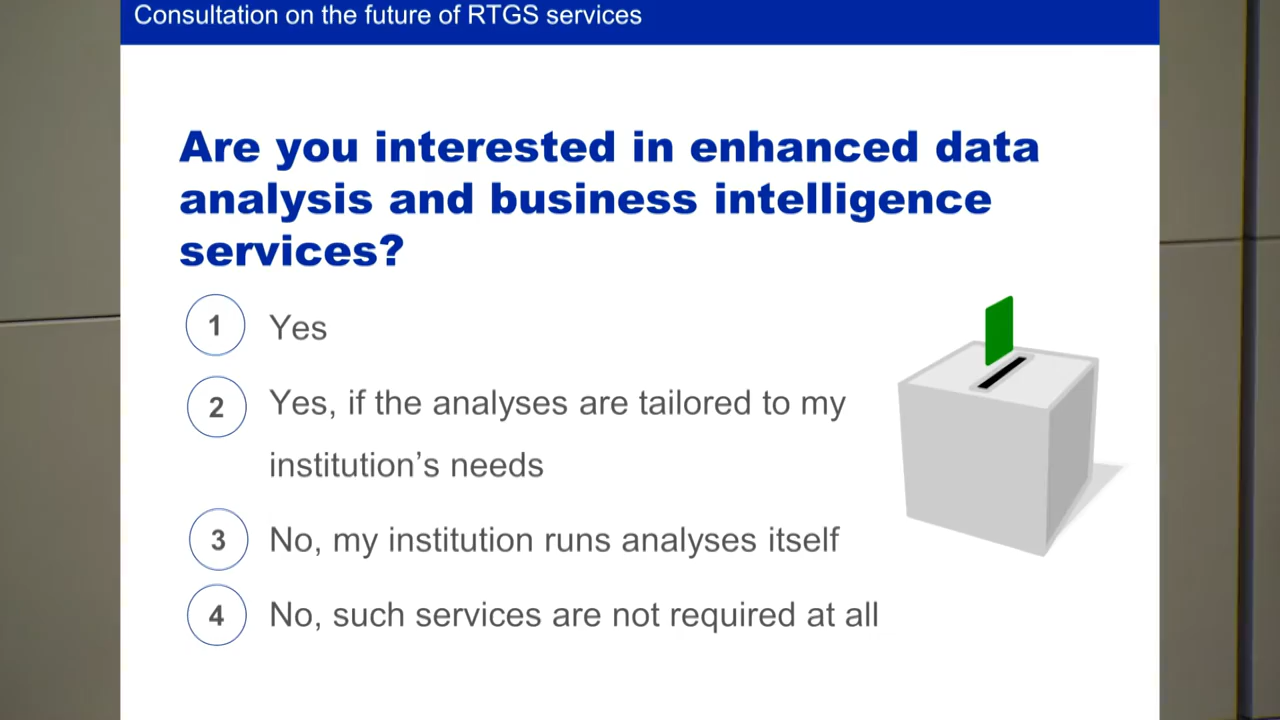 Consultation on the future of RTGS services
Are you interested in enhanced data
analysis and business intelligence
services?
1 Yes
2 Yes, if the analyses are tailored to my
institution’s needs
3 No, my institution runs analyses itself
4 No, such services are not required at all